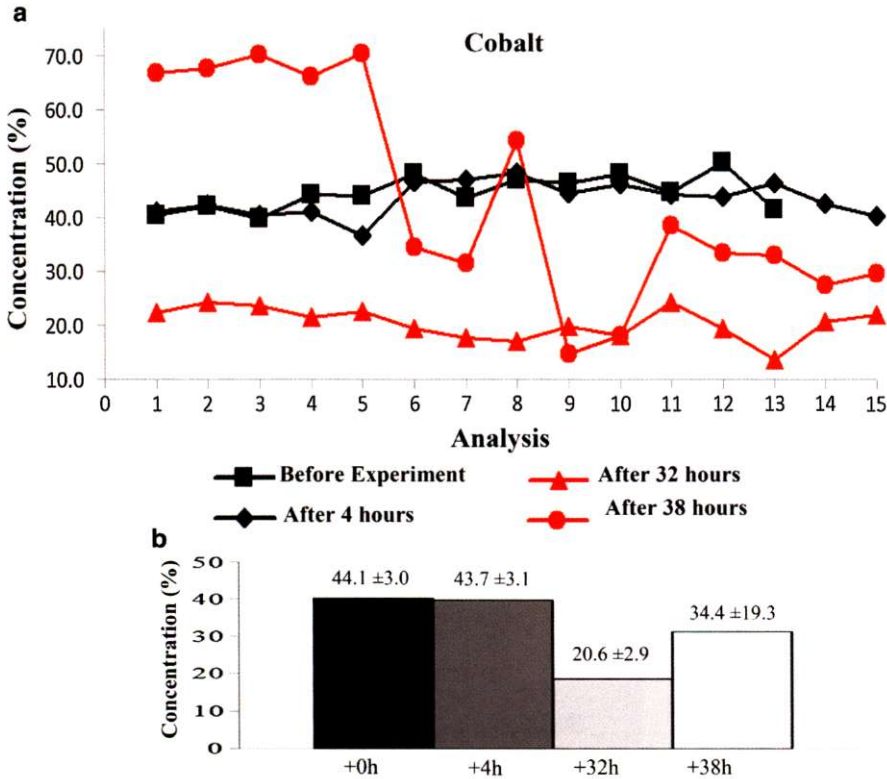 a
Cobalt
Concentration (%)
70.0
60.0
50.0
40.0
30.0
20.0
10.0
0 1 2 3 4 5 6 7 8 9 10 11 12 13 14 15
Analysis
Before Experiment
After 32 hours
After 4 hours
After 38 hours
b
Concentration (%)
50
40
30
20
10
0
44.1 ±3.0
43.7 ±3.1
20.6 ±2.9
34.4 ±19.3
+0h +4h +32h +38h